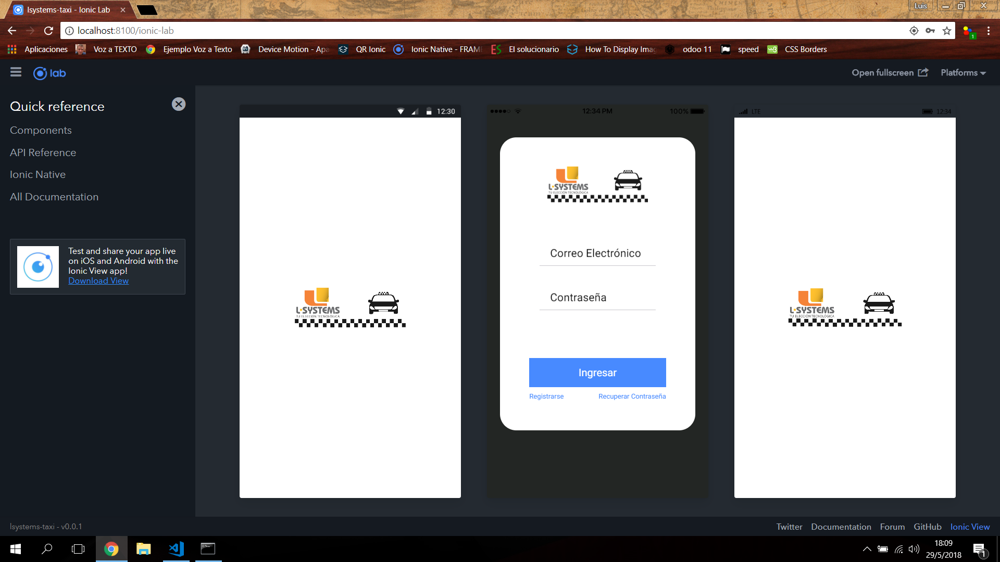 lsystems-taxi - Ionic Lab
Luis
localhost:8100/ionic-lab
Aplicaciones Voz a TEXTO Ejemplo Voz a Texto Device Motion - Apa QR Ionic Ionic Native - FRAM El solucionario How To Display Imag odoo 11 speed CSS Borders
1
lab
Open fullscreen Platforms
Quick reference
Components
API Reference
Ionic Native
All Documentation
Test and share your app live
on iOS and Android with the
Ionic View app!
Download View
12:30
L·SYSTEMS
TU ELECCIÓN TECNOLÓGICA
12:34 PM 100%
L·SYSTEMS
TU ELECCIÓN TECNOLÓGICA
Correo Electrónico
Contraseña
Ingresar
Registrarse Recuperar Contraseña
LTE 12:34
L·SYSTEMS
TU ELECCIÓN TECNOLÓGICA
lsystems-taxi - v0.0.1
Twitter Documentation Forum GitHub Ionic View
18:09
29/5/2018
1